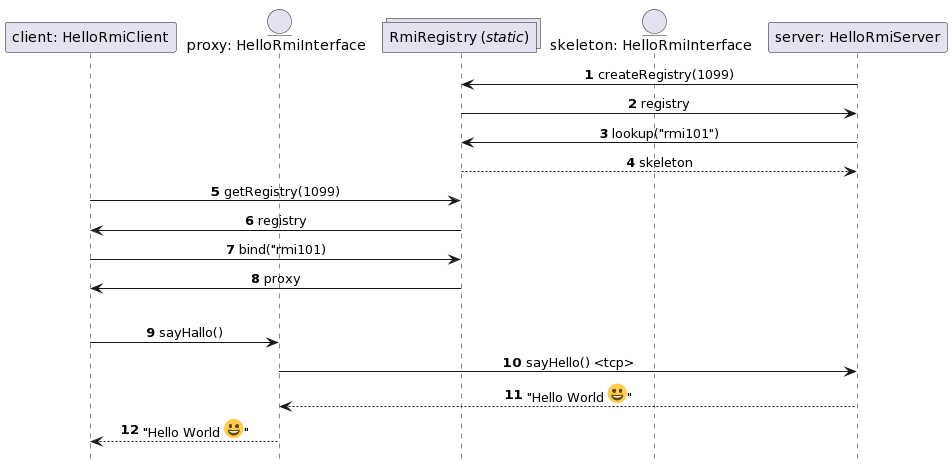 client: HelloRmiClient
proxy: HelloRmiInterface
RmiRegistry (static)
skeleton: HelloRmiInterface
server: HelloRmiServer
1 createRegistry(1099)
2 registry
3 lookup("rmi101")
4 skeleton
5 getRegistry(1099)
6 registry
7 bind("rmi101)
8 proxy
9 sayHallo()
10 sayHello() <tcp>
11 "Hello World 😀"
12 "Hello World 😀"